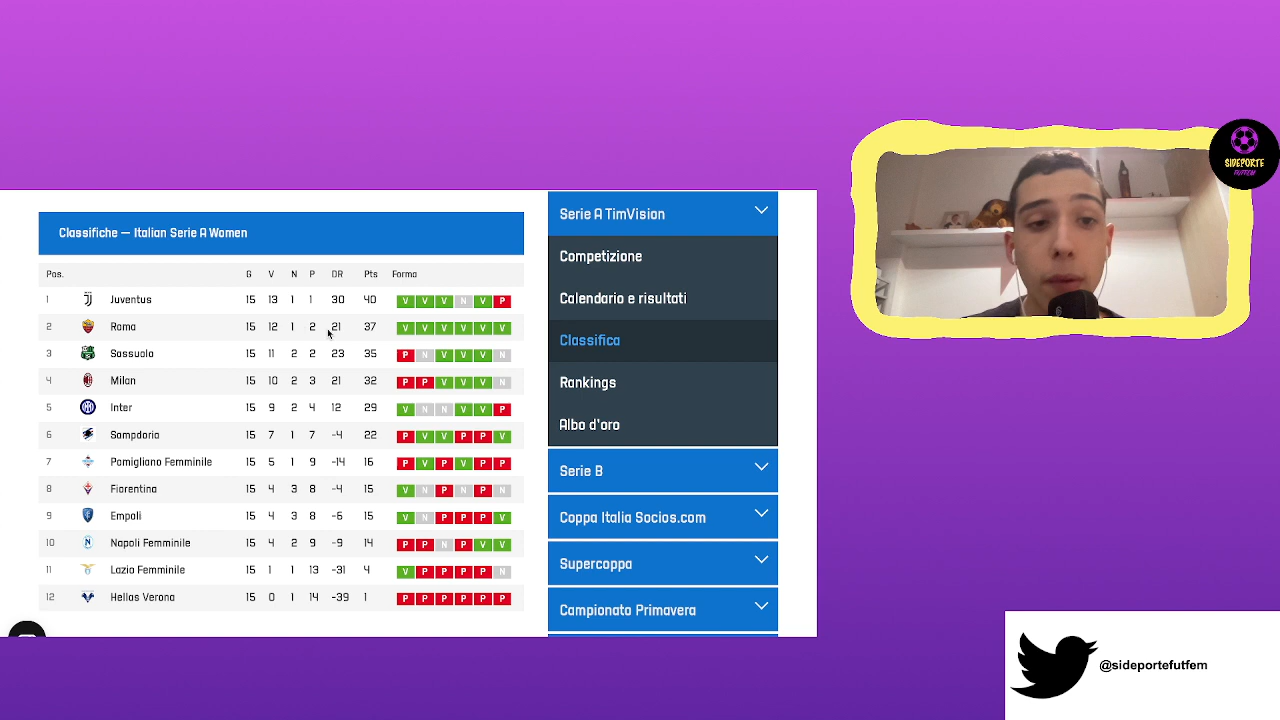 Classifiche — Italian Serie A Women
Pos. G V N P DR Pts Forma
1 Juventus 15 13 1 1 30 40 V V V N V P
2 Roma 15 12 1 2 21 37 V V V V V V
3 Sassuolo 15 11 2 2 23 35 P N V V V N
4 Milan 15 10 2 3 21 32 P P V V V N
5 Inter 15 9 2 4 12 29 V N N V V P
6 Sampdoria 15 7 1 7 -4 22 P V V P P V
7 Pomigliano Femminile 15 5 1 9 -14 16 P V P V P P
8 Fiorentina 15 4 3 8 -4 15 V N P N P N
9 Empoli 15 4 3 8 -6 15 V N P P P V
10 Napoli Femminile 15 4 2 9 -9 14 P P N P V V
11 Lazio Femminile 15 1 1 13 -31 4 V P P P P N
12 Hellas Verona 15 0 1 14 -39 1 P P P P P P
Serie A TimVision
Competizione
Calendario e risultati
Classifica
Rankings
Albo d'oro
Serie B
Coppa Italia Socios.com
Supercoppa
Campionato Primavera
SIDEPORTE
FUTFEM
@sideportefutfem